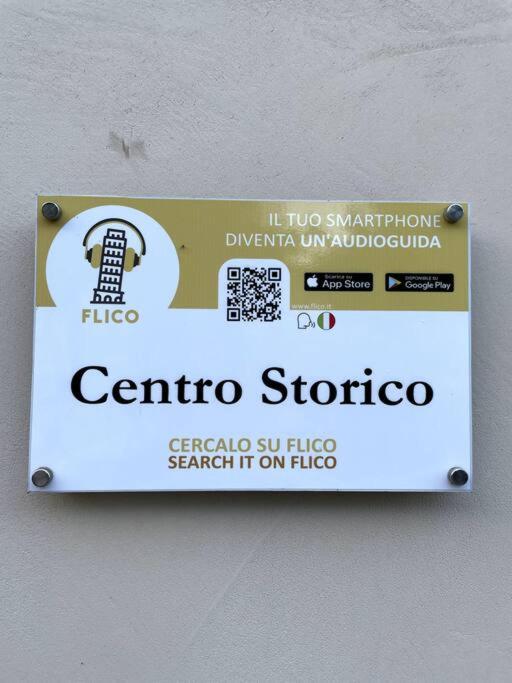 IL TUO SMARTPHONE
DIVENTA UN'AUDIOGUIDA
FLICO
Scarica su
App Store
DISPONIBILE SU
Google Play
www.flico.it
Centro Storico
CERCALO SU FLICO
SEARCH IT ON FLICO